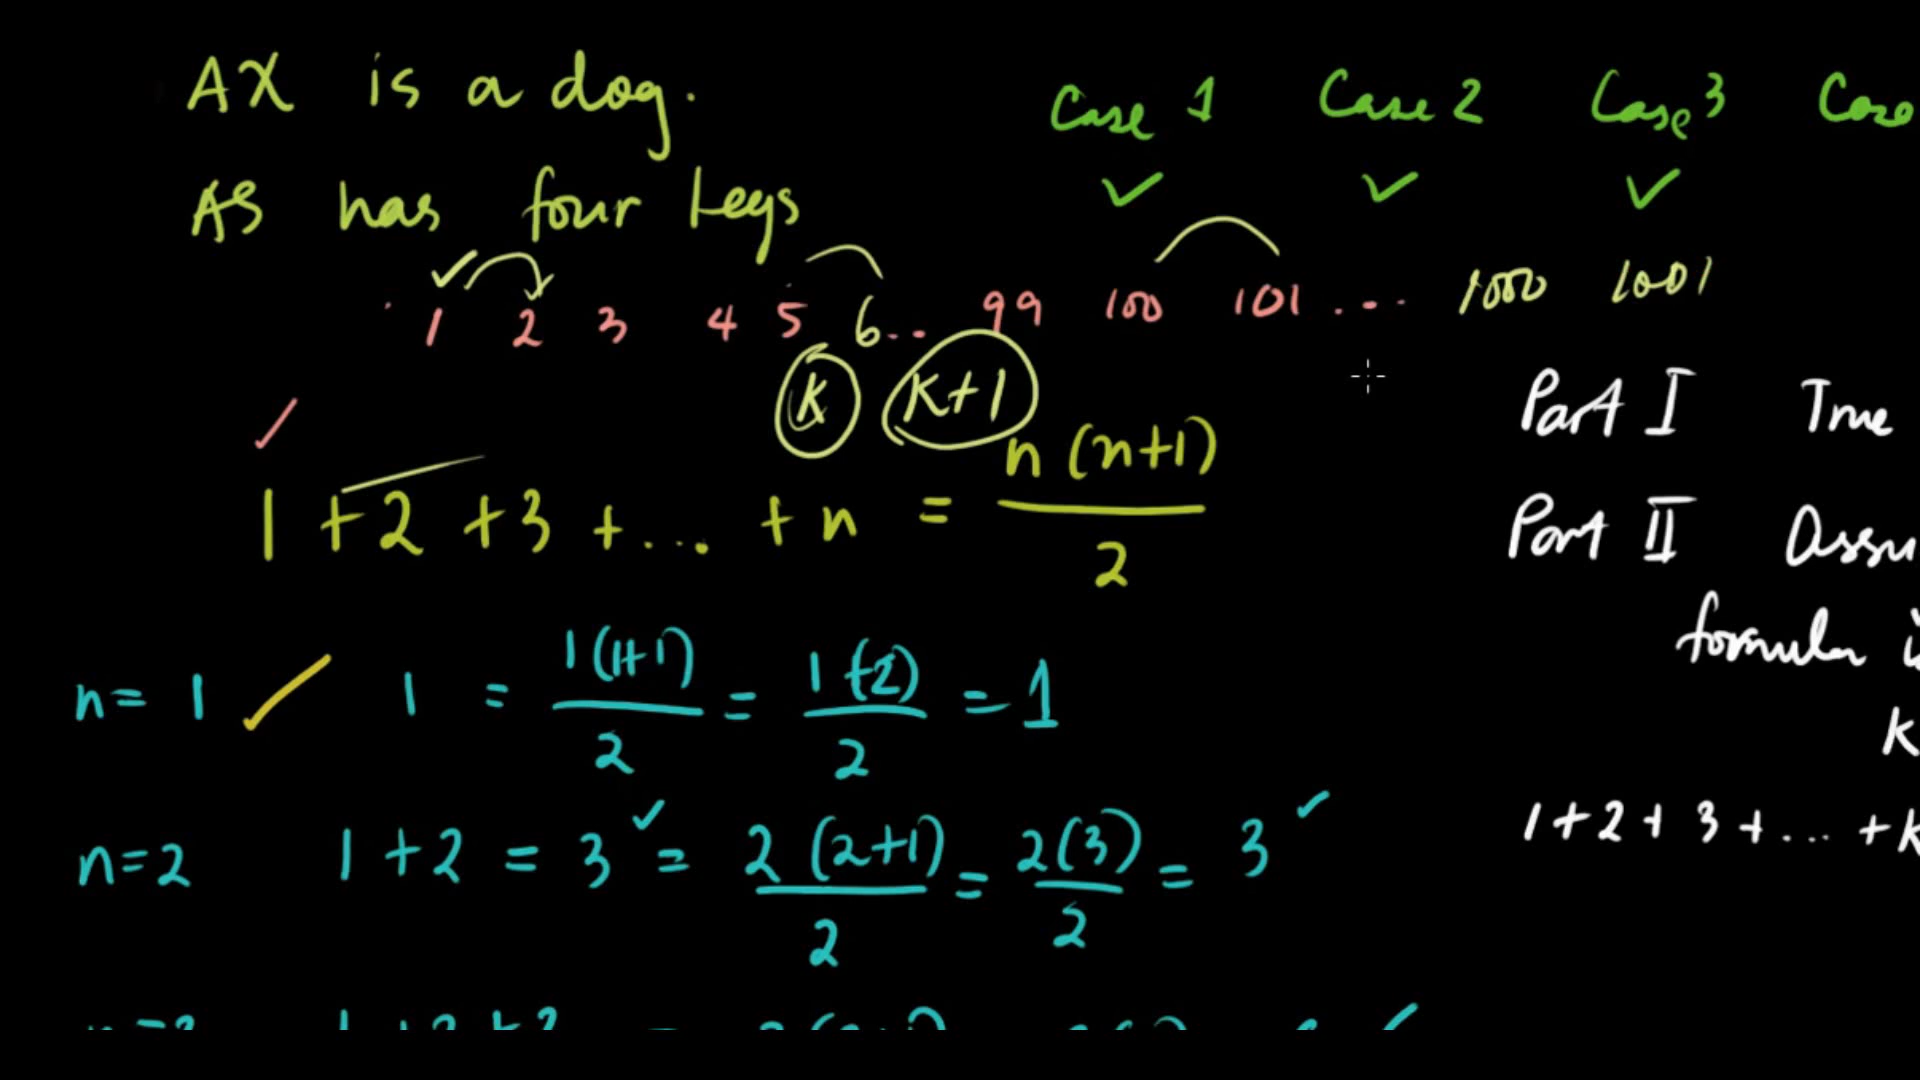 AX is a dog.
Case 1 Case 2 Case 3 Case
AS has four Legs
1 2 3 4 5 6 .. 99 100 101 ... 1000 1001
k k+1
Part I True
1 + 2 + 3 + ... + n = n (n+1) / 2
Part II Assu
formula i
n = 1 1 = 1(1+1) / 2 = 1(2) / 2 = 1
k
n=2 1 + 2 = 3 = 2 (2+1) / 2 = 2(3) / 2 = 3
1 + 2 + 3 + ... + k